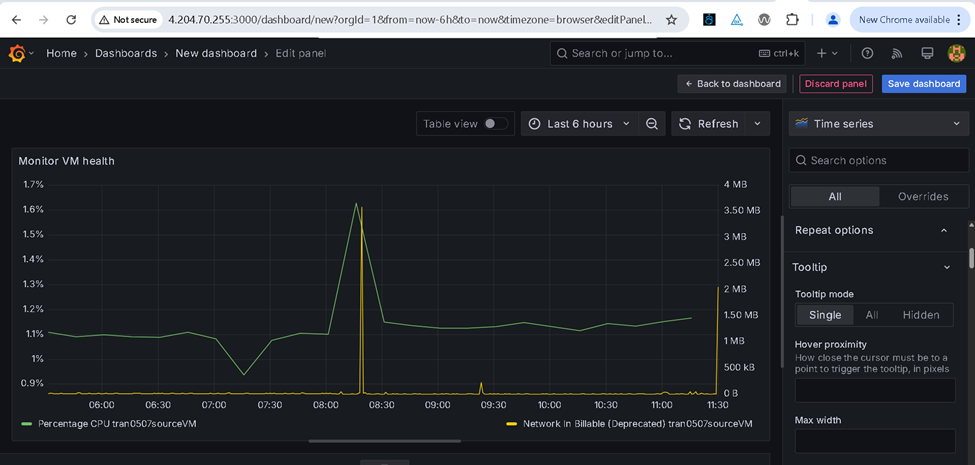 Not secure 4.204.70.255:3000/dashboard/new?orgId=1&from=now-6h&to=now&timezone=browser&editPanel... New Chrome available
Home > Dashboards > New dashboard > Edit panel Search or jump to... ctrl+k
Back to dashboard Discard panel Save dashboard
Table view Last 6 hours Refresh Time series
Monitor VM health
1.7%
1.6%
1.5%
1.4%
1.3%
1.2%
1.1%
1%
0.9%
4 MB
3.50 MB
3 MB
2.50 MB
2 MB
1.50 MB
1 MB
500 kB
0 B
06:00 06:30 07:00 07:30 08:00 08:30 09:00 09:30 10:00 10:30 11:00 11:30
Percentage CPU tran0507sourceVM Network In Billable (Deprecated) tran0507sourceVM
Search options
All Overrides
Repeat options
Tooltip
Tooltip mode
Single All Hidden
Hover proximity
How close the cursor must be to a
point to trigger the tooltip, in pixels
Max width